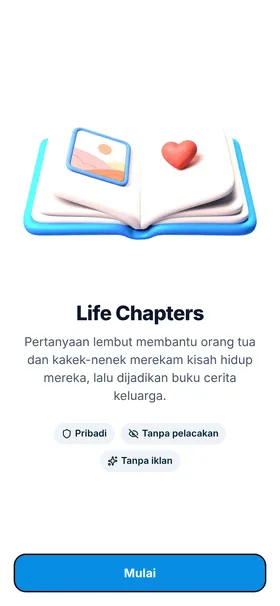 Life Chapters
Pertanyaan lembut membantu orang tua
dan kakek-nenek merekam kisah hidup
mereka, lalu dijadikan buku cerita
keluarga.
Pribadi
Tanpa pelacakan
Tanpa iklan
Mulai